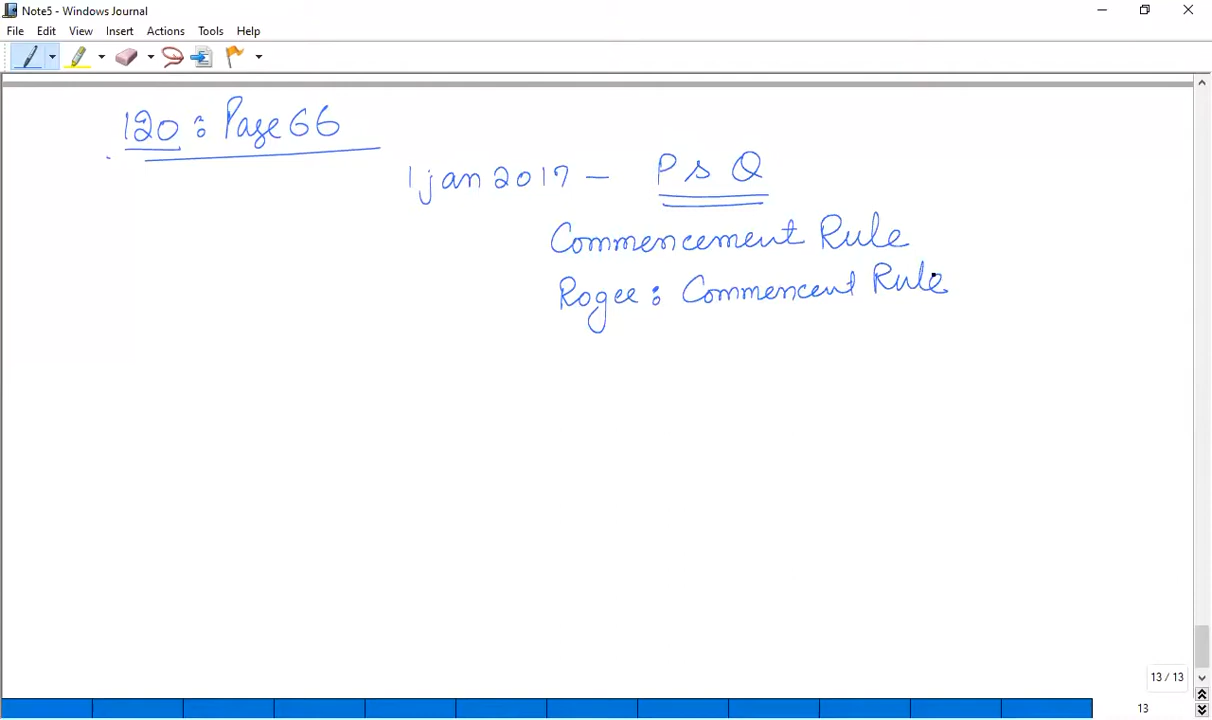 Note5 - Windows Journal
File Edit View Insert Actions Tools Help
120 : Page 66
1 jan 2017 - P s Q
Commencement Rule
Rogee : Commencent Rule
13 / 13
13